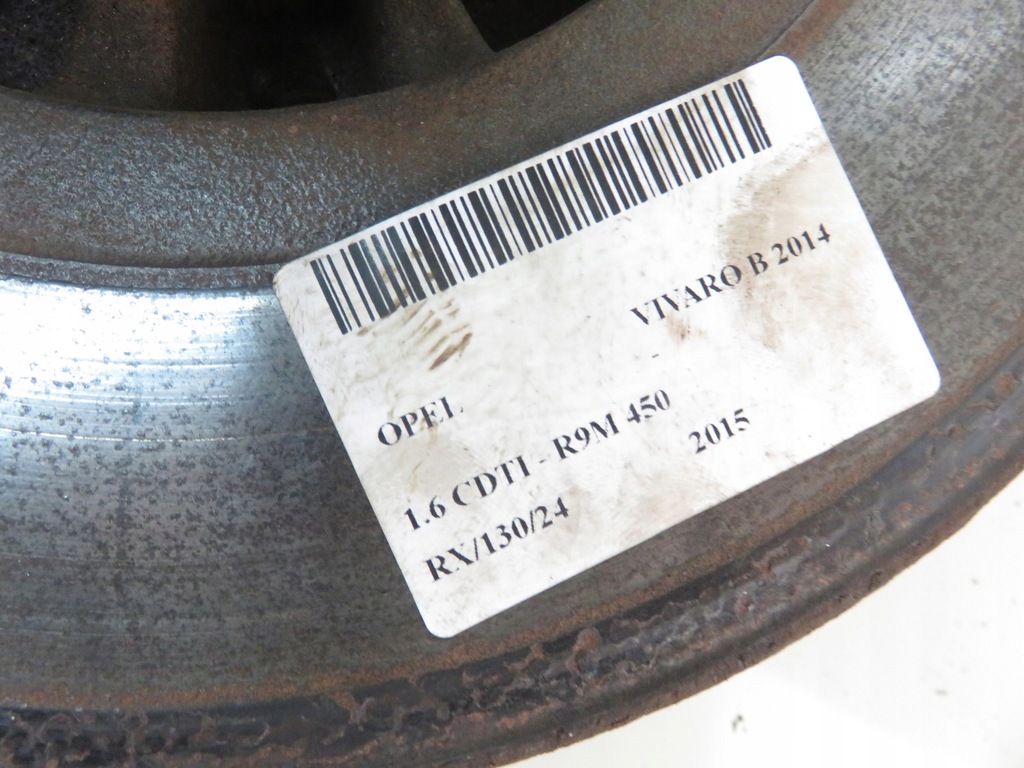 OPEL VIVARO B 2014
-
1.6 CDTI - R9M 450
RX/130/24 2015